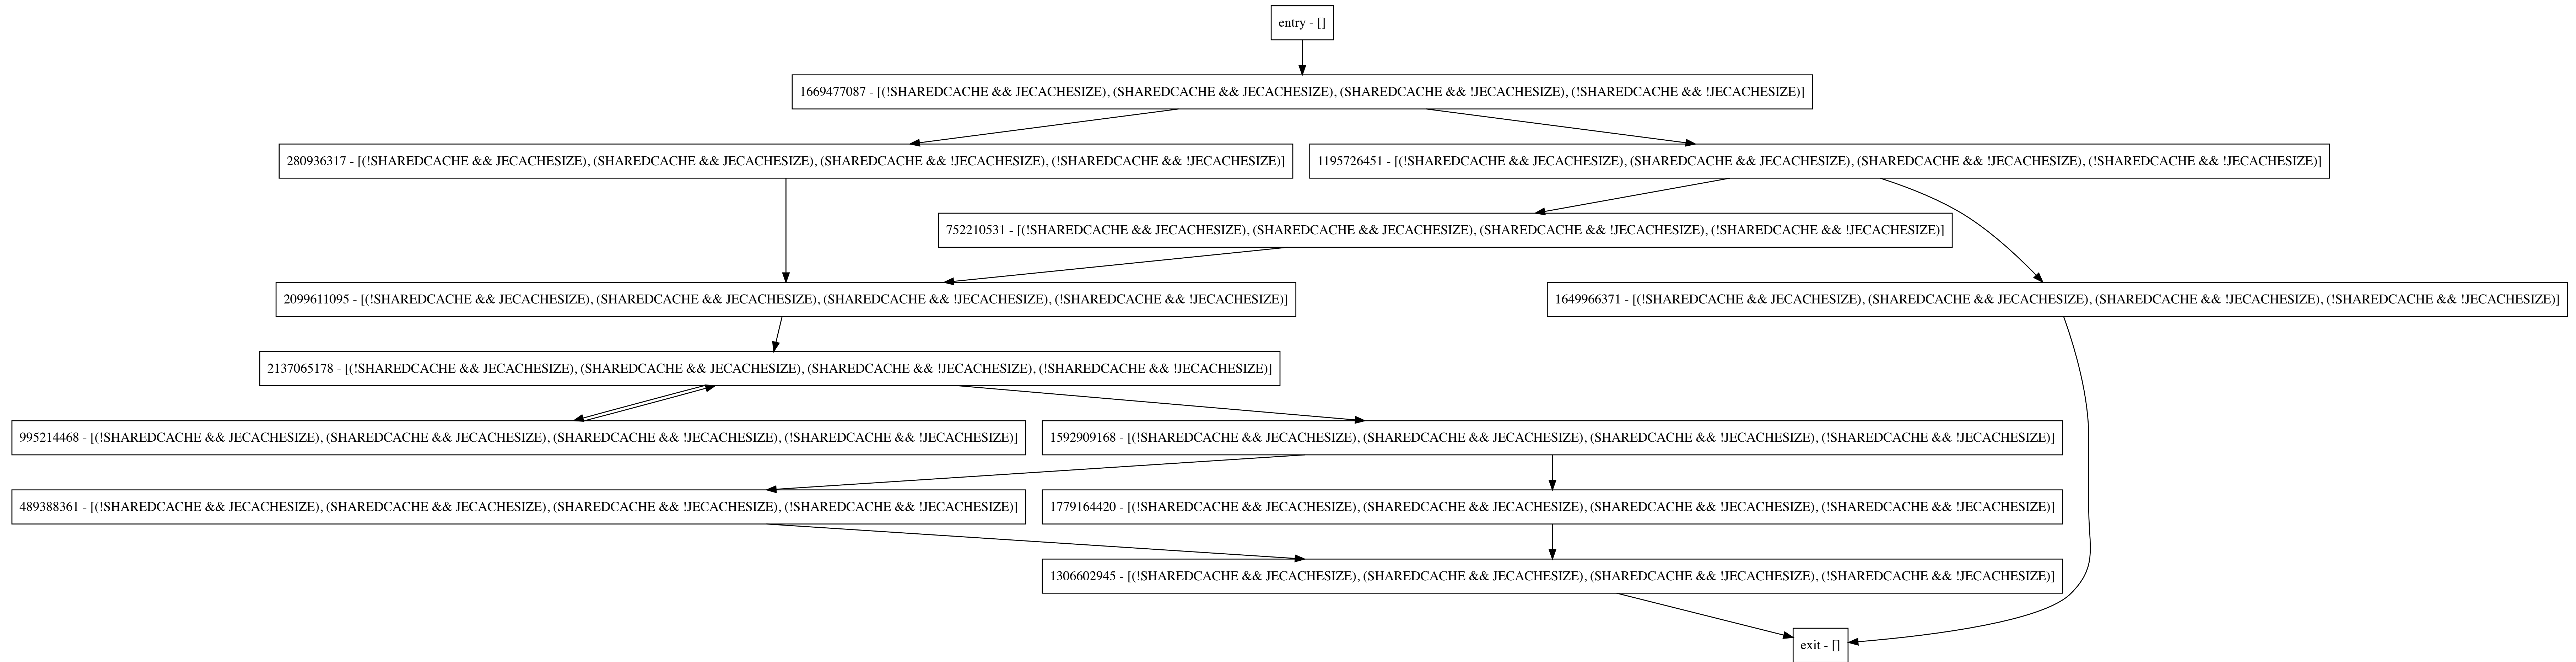 entry - []
1669477087 - [(!SHAREDCACHE && JECACHESIZE), (SHAREDCACHE && JECACHESIZE), (SHAREDCACHE && !JECACHESIZE), (!SHAREDCACHE && !JECACHESIZE)]
280936317 - [(!SHAREDCACHE && JECACHESIZE), (SHAREDCACHE && JECACHESIZE), (SHAREDCACHE && !JECACHESIZE), (!SHAREDCACHE && !JECACHESIZE)]
1195726451 - [(!SHAREDCACHE && JECACHESIZE), (SHAREDCACHE && JECACHESIZE), (SHAREDCACHE && !JECACHESIZE), (!SHAREDCACHE && !JECACHESIZE)]
752210531 - [(!SHAREDCACHE && JECACHESIZE), (SHAREDCACHE && JECACHESIZE), (SHAREDCACHE && !JECACHESIZE), (!SHAREDCACHE && !JECACHESIZE)]
2099611095 - [(!SHAREDCACHE && JECACHESIZE), (SHAREDCACHE && JECACHESIZE), (SHAREDCACHE && !JECACHESIZE), (!SHAREDCACHE && !JECACHESIZE)]
1649966371 - [(!SHAREDCACHE && JECACHESIZE), (SHAREDCACHE && JECACHESIZE), (SHAREDCACHE && !JECACHESIZE), (!SHAREDCACHE && !JECACHESIZE)]
2137065178 - [(!SHAREDCACHE && JECACHESIZE), (SHAREDCACHE && JECACHESIZE), (SHAREDCACHE && !JECACHESIZE), (!SHAREDCACHE && !JECACHESIZE)]
995214468 - [(!SHAREDCACHE && JECACHESIZE), (SHAREDCACHE && JECACHESIZE), (SHAREDCACHE && !JECACHESIZE), (!SHAREDCACHE && !JECACHESIZE)]
1592909168 - [(!SHAREDCACHE && JECACHESIZE), (SHAREDCACHE && JECACHESIZE), (SHAREDCACHE && !JECACHESIZE), (!SHAREDCACHE && !JECACHESIZE)]
489388361 - [(!SHAREDCACHE && JECACHESIZE), (SHAREDCACHE && JECACHESIZE), (SHAREDCACHE && !JECACHESIZE), (!SHAREDCACHE && !JECACHESIZE)]
1779164420 - [(!SHAREDCACHE && JECACHESIZE), (SHAREDCACHE && JECACHESIZE), (SHAREDCACHE && !JECACHESIZE), (!SHAREDCACHE && !JECACHESIZE)]
1306602945 - [(!SHAREDCACHE && JECACHESIZE), (SHAREDCACHE && JECACHESIZE), (SHAREDCACHE && !JECACHESIZE), (!SHAREDCACHE && !JECACHESIZE)]
exit - []